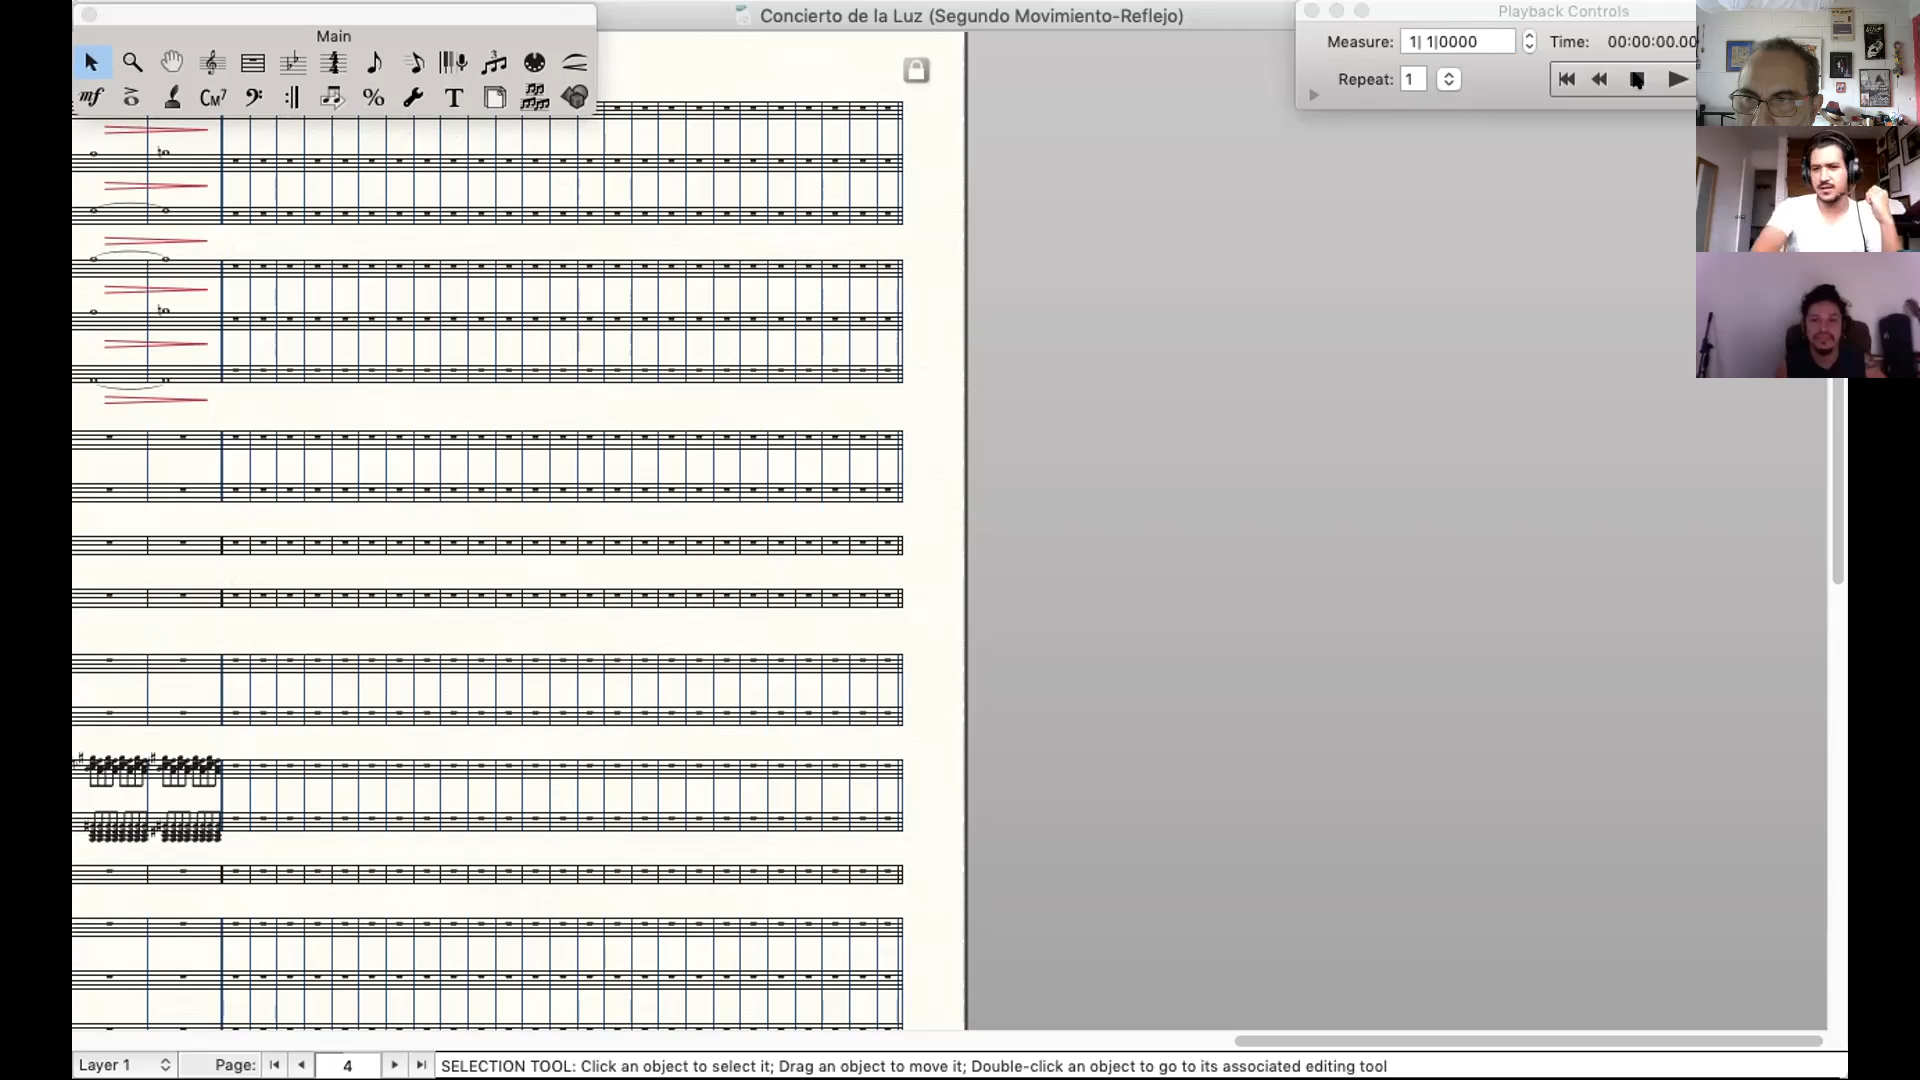 Concierto de la Luz (Segundo Movimiento-Reflejo)
Main
mf
CM7
%
T
Playback Controls
Measure: 1| 1|0000
Time: 00:00:00.00
Repeat: 1
Layer 1
Page: 4
SELECTION TOOL: Click an object to select it; Drag an object to move it; Double-click an object to go to its associated editing tool